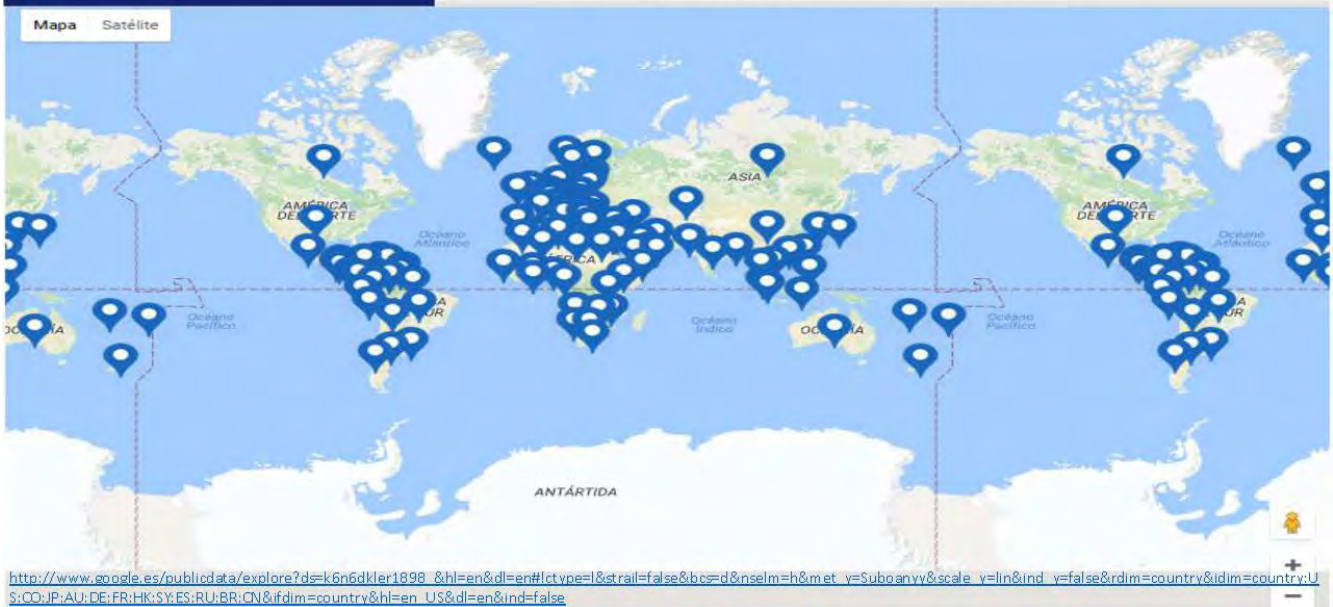 Mapa Satélite
ASIA
AMÉRICA
DEL NORTE
AMÉRICA
DEL NORTE
Océano
Atlántico
Océano
Atlántico
ÁFRICA
Océano
Pacífico
Océano
Índico
Océano
Pacífico
OCEANÍA
OCEANÍA
ANTÁRTIDA
http://www.google.es/publicdata/explore?ds=k6n6dkler1898_&hl=en&dl=en#!ctype=l&strail=false&bcs=d&nselm=h&met_y=Suboanyy&scale_y=lin&ind_y=false&rdim=country&idim=country:U
S:CO:JP:AU:DE:FR:HK:SY:ES:RU:BR:CN&ifdim=country&hl=en_US&dl=en&ind=false